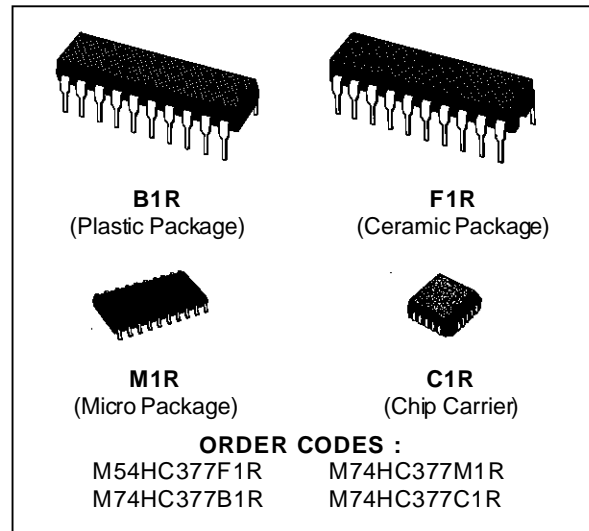 B1R
(Plastic Package)
F1R
(Ceramic Package)
M1R
(Micro Package)
C1R
(Chip Carrier)
ORDER CODES :
M54HC377F1R M74HC377M1R
M74HC377B1R M74HC377C1R